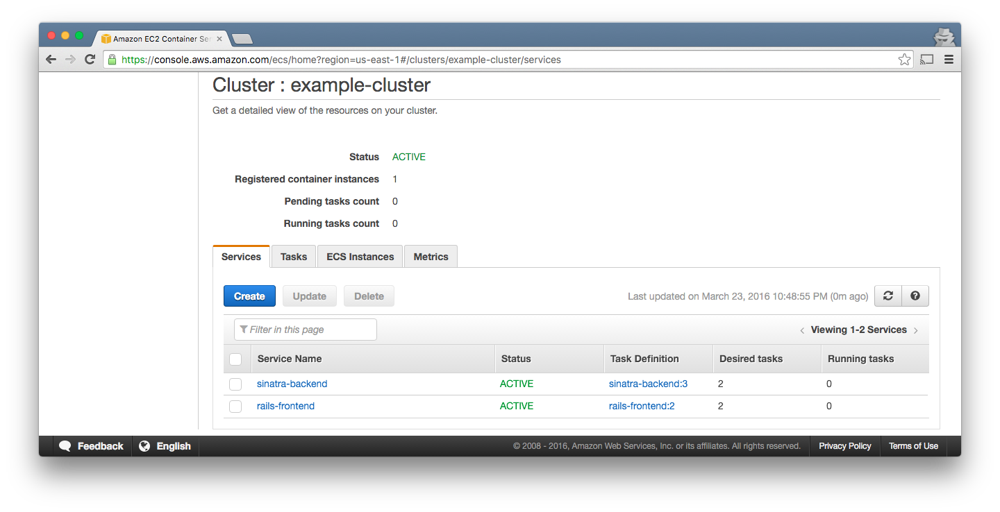 Amazon EC2 Container Ser
https://console.aws.amazon.com/ecs/home?region=us-east-1#/clusters/example-cluster/services
Cluster : example-cluster
Get a detailed view of the resources on your cluster.
Status ACTIVE
Registered container instances 1
Pending tasks count 0
Running tasks count 0
Services Tasks ECS Instances Metrics
Create Update Delete Last updated on March 23, 2016 10:48:55 PM (0m ago)
Filter in this page Viewing 1-2 Services
Service Name Status Task Definition Desired tasks Running tasks
sinatra-backend ACTIVE sinatra-backend:3 2 0
rails-frontend ACTIVE rails-frontend:2 2 0
Feedback English © 2008 - 2016, Amazon Web Services, Inc. or its affiliates. All rights reserved. Privacy Policy Terms of Use